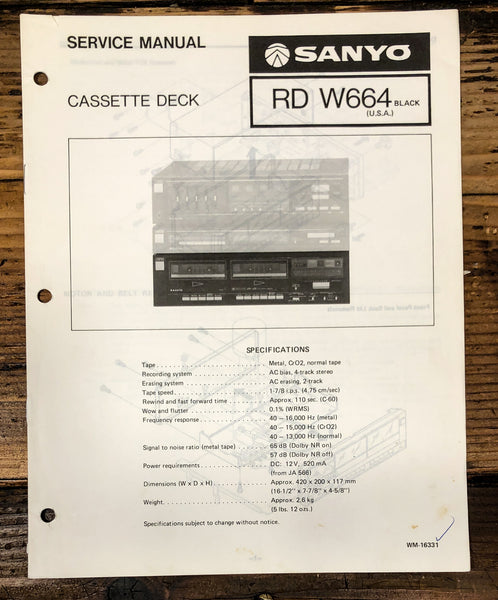 SERVICE MANUAL
SANYO
CASSETTE DECK
RD W664 BLACK
(U.S.A.)
SANYO
SPECIFICATIONS
Tape . . . Metal, CrO2, normal tape
Recording system . . . AC bias, 4-track stereo
Erasing system . . . AC erasing, 2-track
Tape speed . . . 1-7/8 i.p.s. (4.75 cm/sec)
Rewind and fast forward time . . . Approx. 110 sec. (C-60)
Wow and flutter . . . 0.1% (WRMS)
Frequency response . . . 40 – 16,000 Hz (metal)
40 – 15,000 Hz (CrO2)
40 – 13,000 Hz (normal)
Signal to noise ratio (metal tape) . . . 65 dB (Dolby NR on)
57 dB (Dolby NR off)
Power requirements . . . DC: 12V, 520 mA
(from JA 566)
Dimensions (W x D x H) . . . Approx. 420 x 200 x 117 mm
(16-1/2" x 7-7/8" x 4-5/8")
Weight . . . Approx. 2.6 kg
(5 lbs. 12 ozs.)
Specifications subject to change without notice.
WM-16331